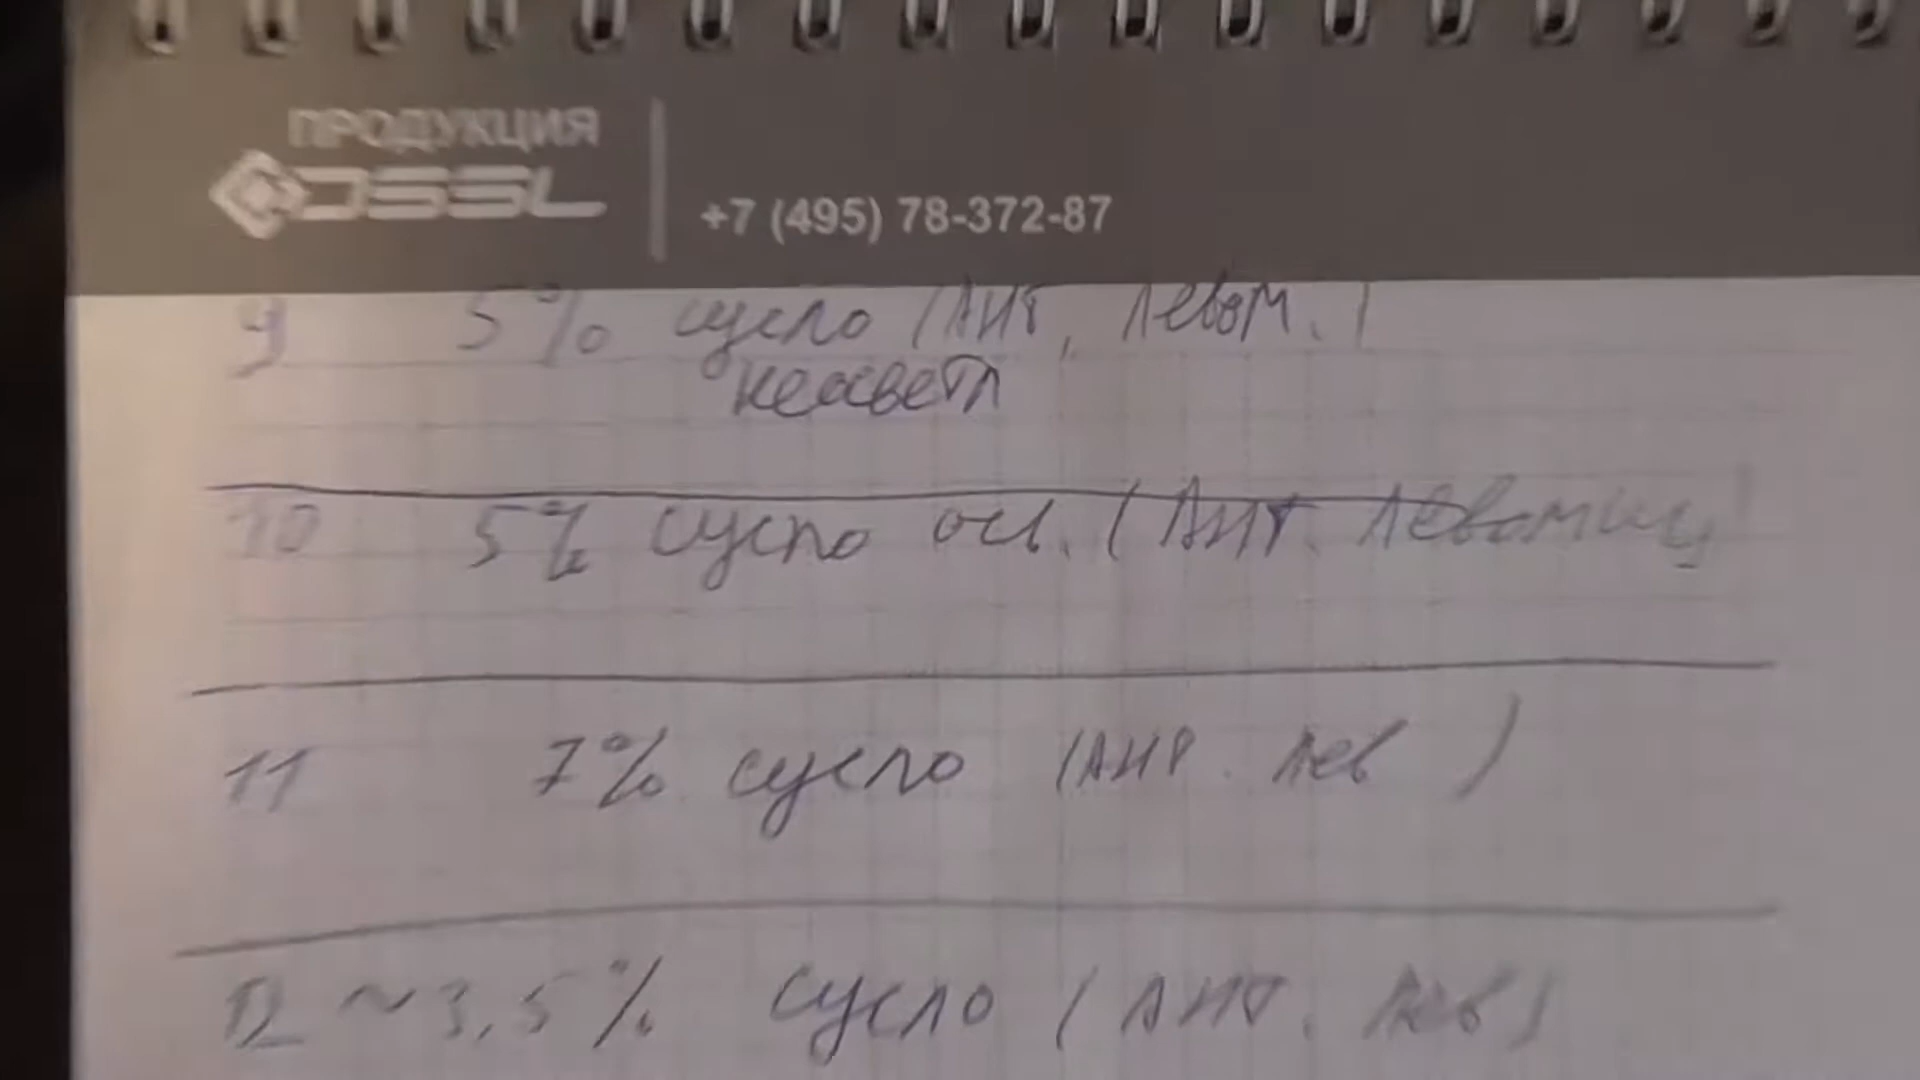 ПРОДУКЦИЯ
DSSL
+7 (495) 78-372-87
9 5% сусло (Ант, левом.)
неосветл
10 5% сусло осв. (Ант. левомиц)
11 7% сусло (Ант. лев)
12 ~3,5% сусло (Ант. лев)